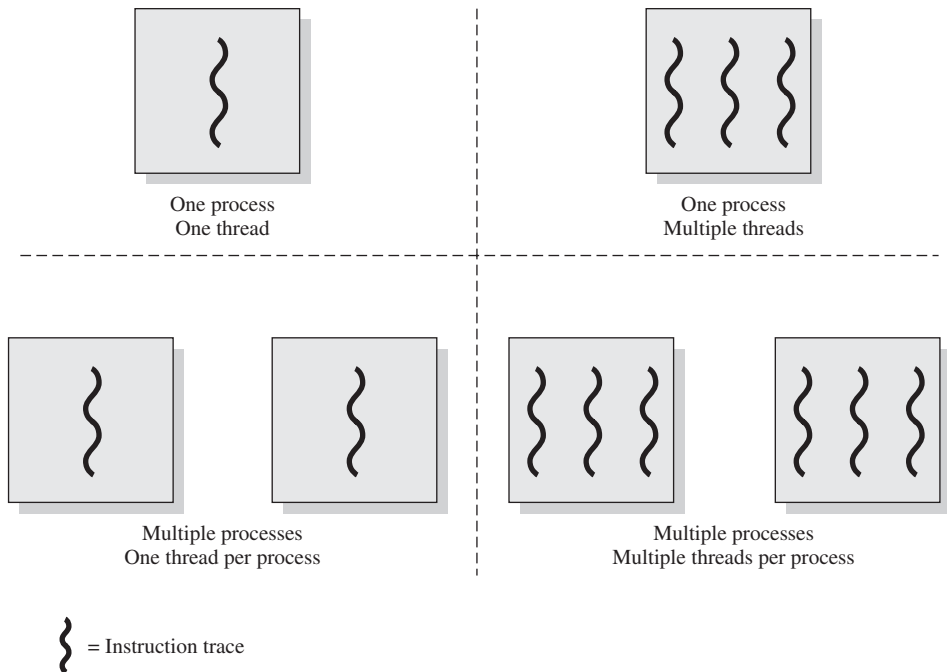 One process
One thread
One process
Multiple threads
Multiple processes
One thread per process
Multiple processes
Multiple threads per process
= Instruction trace